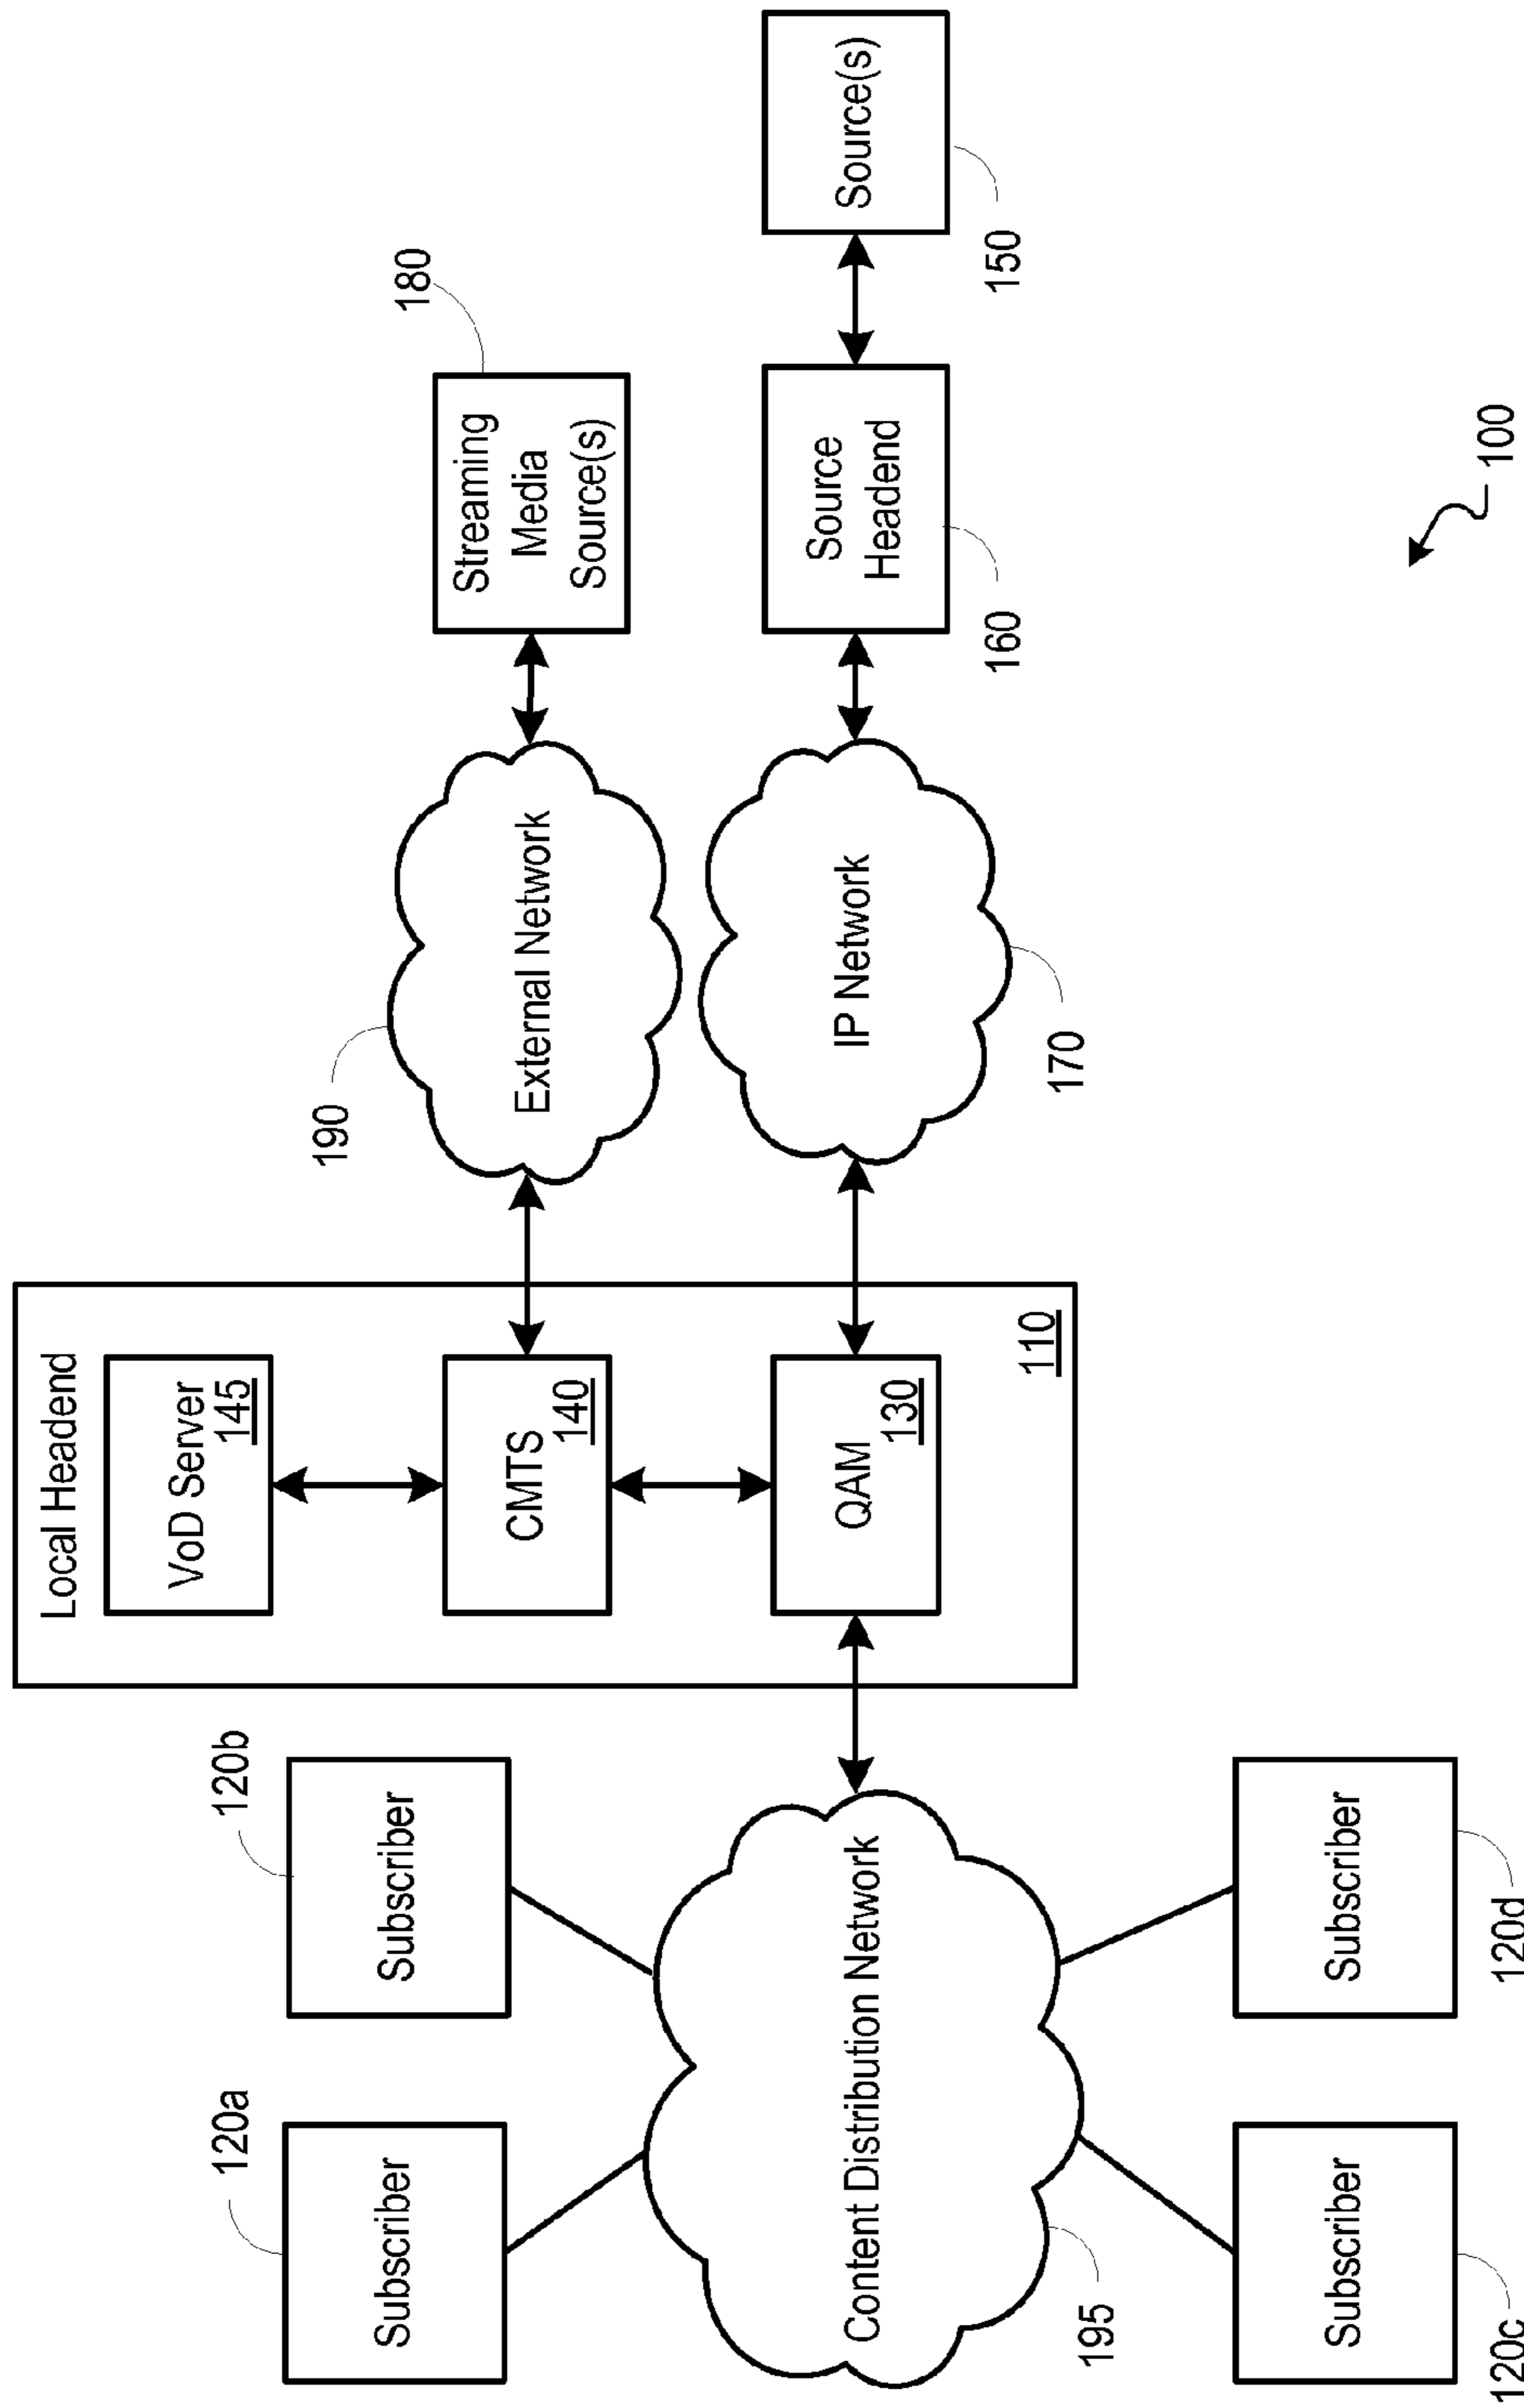 120a
Subscriber
120b
Subscriber
Content Distribution Network
195
Subscriber
120c
Subscriber
120d
Local Headend
VoD Server
145
CMTS
140
QAM
130
110
190
External Network
180
Streaming
Media
Source(s)
IP Network
170
Source
Headend
160
Source(s)
150
100